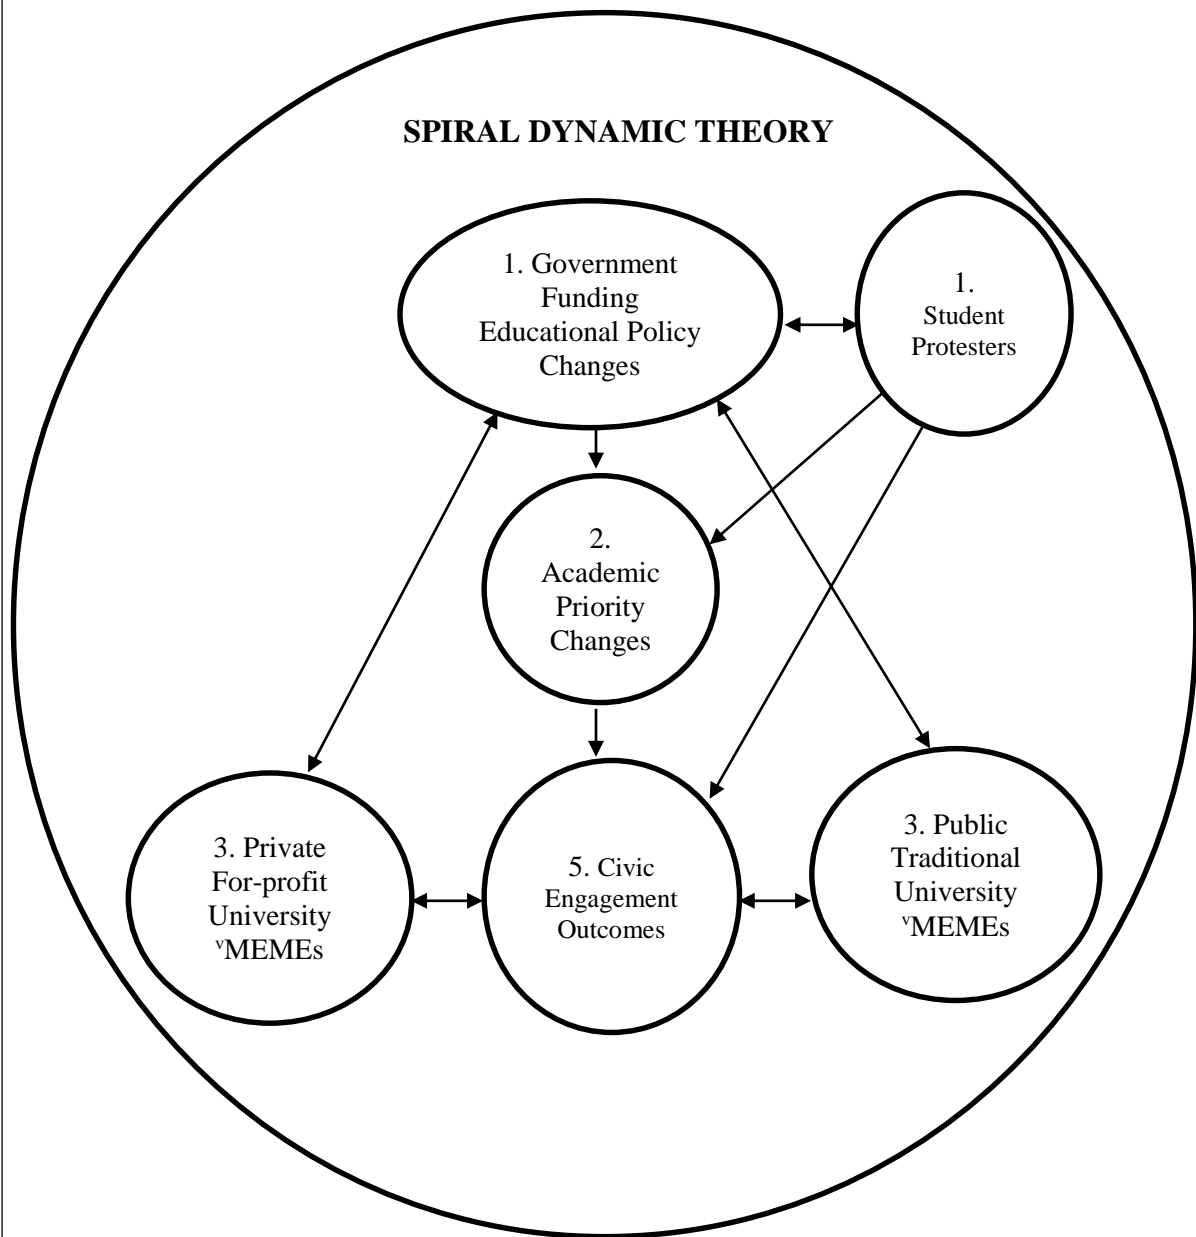 SPIRAL DYNAMIC THEORY
1. Government
Funding
Educational Policy
Changes
1.
Student
Protesters
2.
Academic
Priority
Changes
3. Private
For-profit
University
ᵛMEMEs
5. Civic
Engagement
Outcomes
3. Public
Traditional
University
ᵛMEMEs